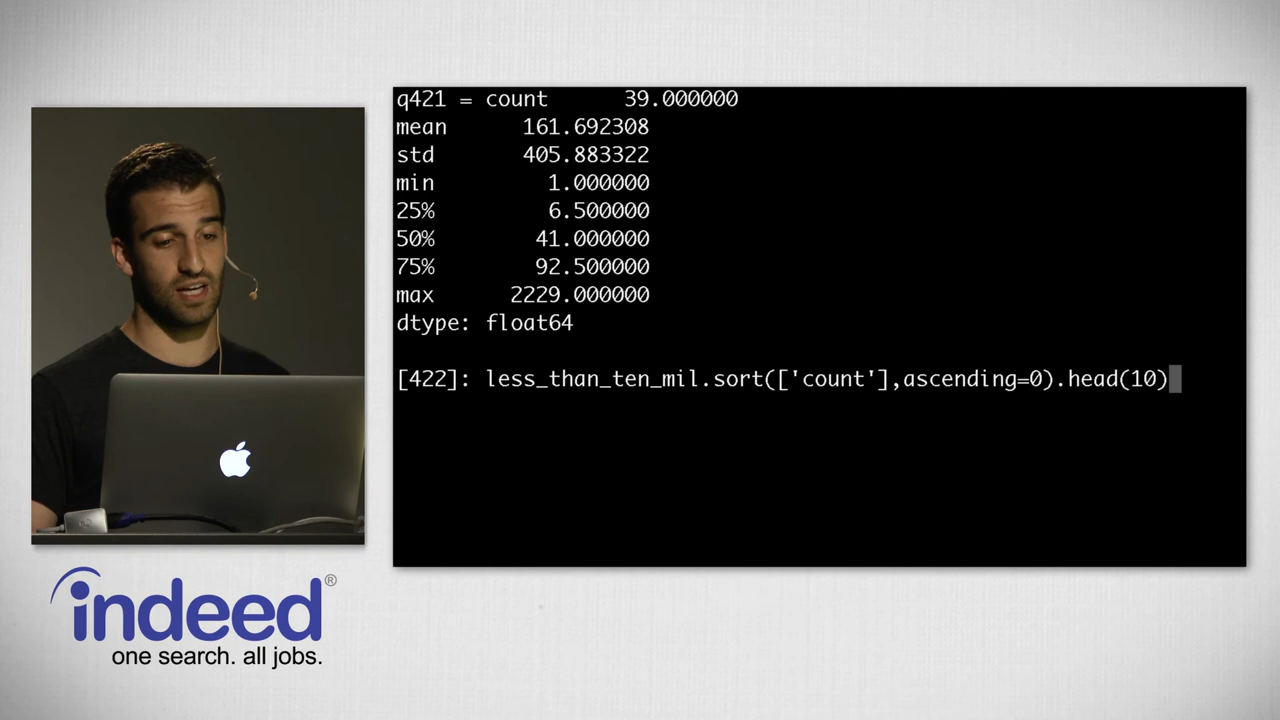 q421 = count      39.000000
mean      161.692308
std       405.883322
min         1.000000
25%         6.500000
50%        41.000000
75%        92.500000
max      2229.000000
dtype: float64
[422]: less_than_ten_mil.sort(['count'],ascending=0).head(10)
indeed®
one search. all jobs.